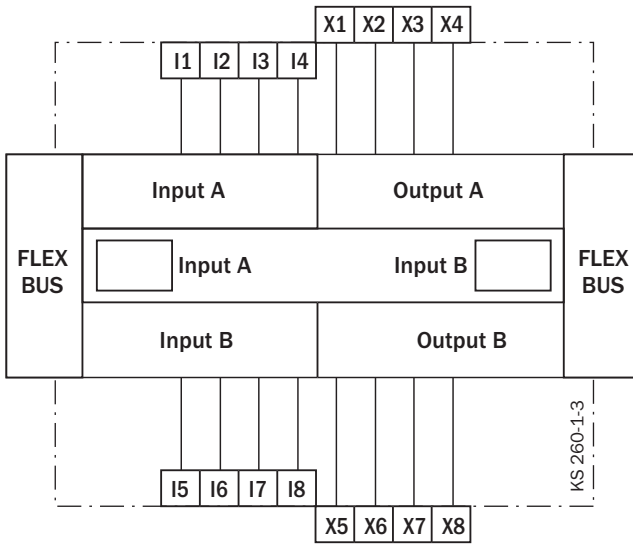 X1 X2 X3 X4
I1 I2 I3 I4
Input A
Output A
FLEX
BUS
Input A
Input B
FLEX
BUS
Input B
Output B
KS 260-1-3
I5 I6 I7 I8
X5 X6 X7 X8